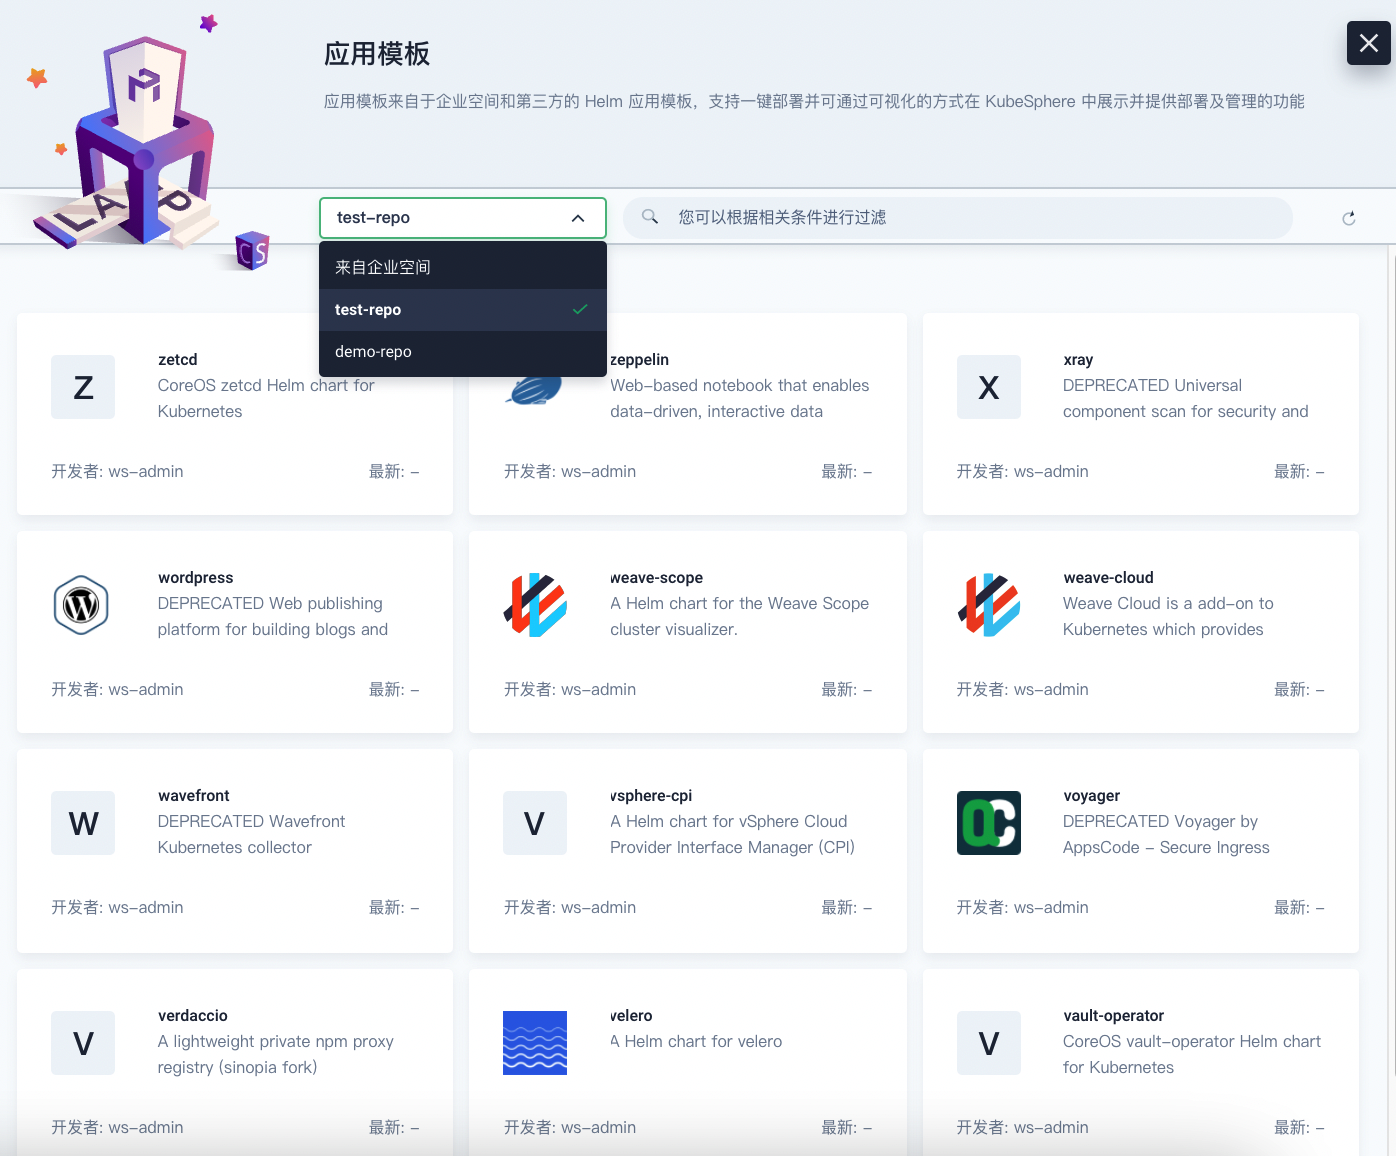 应用模板
应用模板来自于企业空间和第三方的 Helm 应用模板，支持一键部署并可通过可视化的方式在 KubeSphere 中展示并提供部署及管理的功能
LAPP
CS
test-repo
您可以根据相关条件进行过滤
来自企业空间
test-repo
demo-repo
Z
zetcd
CoreOS zetcd Helm chart for
Kubernetes
开发者: ws-admin
最新: -
zeppelin
Web-based notebook that enables
data-driven, interactive data
开发者: ws-admin
最新: -
X
xray
DEPRECATED Universal
component scan for security and
开发者: ws-admin
最新: -
W
wordpress
DEPRECATED Web publishing
platform for building blogs and
开发者: ws-admin
最新: -
weave-scope
A Helm chart for the Weave Scope
cluster visualizer.
开发者: ws-admin
最新: -
weave-cloud
Weave Cloud is a add-on to
Kubernetes which provides
开发者: ws-admin
最新: -
W
wavefront
DEPRECATED Wavefront
Kubernetes collector
开发者: ws-admin
最新: -
V
vsphere-cpi
A Helm chart for vSphere Cloud
Provider Interface Manager (CPI)
开发者: ws-admin
最新: -
voyager
DEPRECATED Voyager by
AppsCode - Secure Ingress
开发者: ws-admin
最新: -
V
verdaccio
A lightweight private npm proxy
registry (sinopia fork)
开发者: ws-admin
最新: -
velero
A Helm chart for velero
开发者: ws-admin
最新: -
V
vault-operator
CoreOS vault-operator Helm chart
for Kubernetes
开发者: ws-admin
最新: -